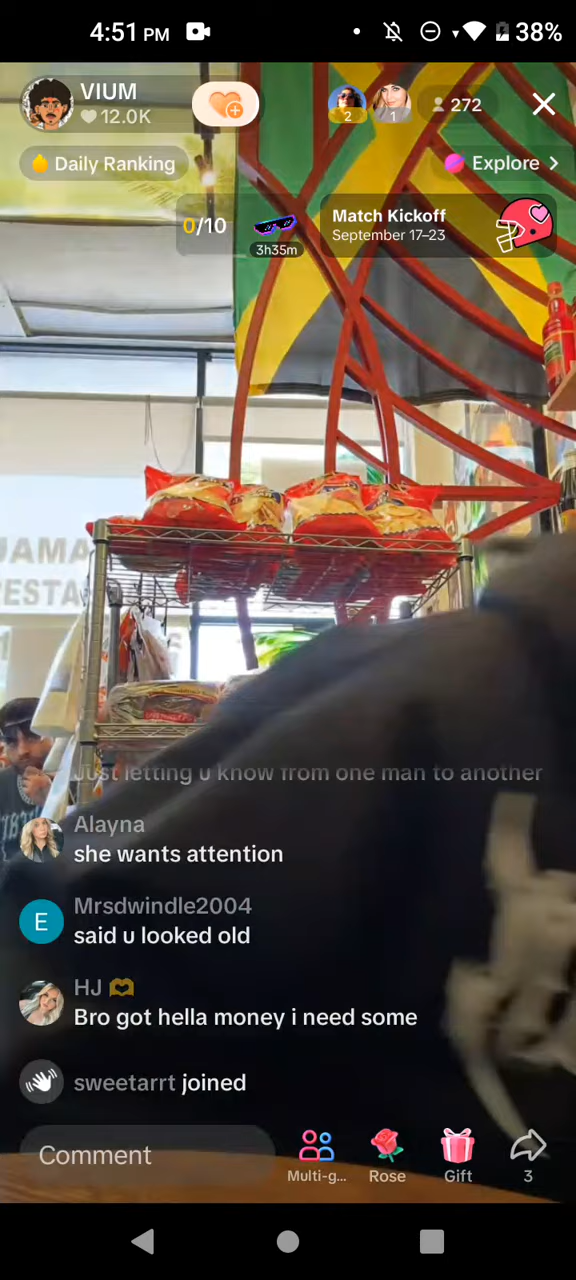 4:51 PM
38%
VIUM
12.0K
2
1
272
Daily Ranking
Explore >
0/10
3h35m
Match Kickoff
September 17–23
JAMA
ESTA
Just letting u know from one man to another
Alayna
she wants attention
Mrsdwindle2004
E
said u looked old
HJ
Bro got hella money i need some
sweetarrt joined
Comment
Multi-g...
Rose
Gift
3